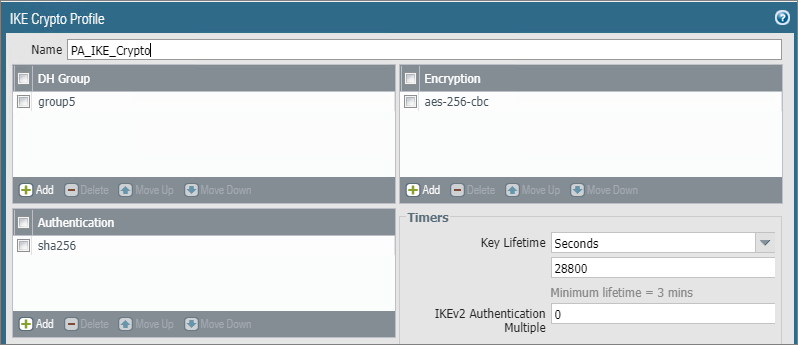 IKE Crypto Profile
Name PA_IKE_Crypto
DH Group
group5
Add Delete Move Up Move Down
Encryption
aes-256-cbc
Add Delete Move Up Move Down
Authentication
sha256
Add Delete Move Up Move Down
Timers
Key Lifetime Seconds
28800
Minimum lifetime = 3 mins
IKEv2 Authentication 0
Multiple